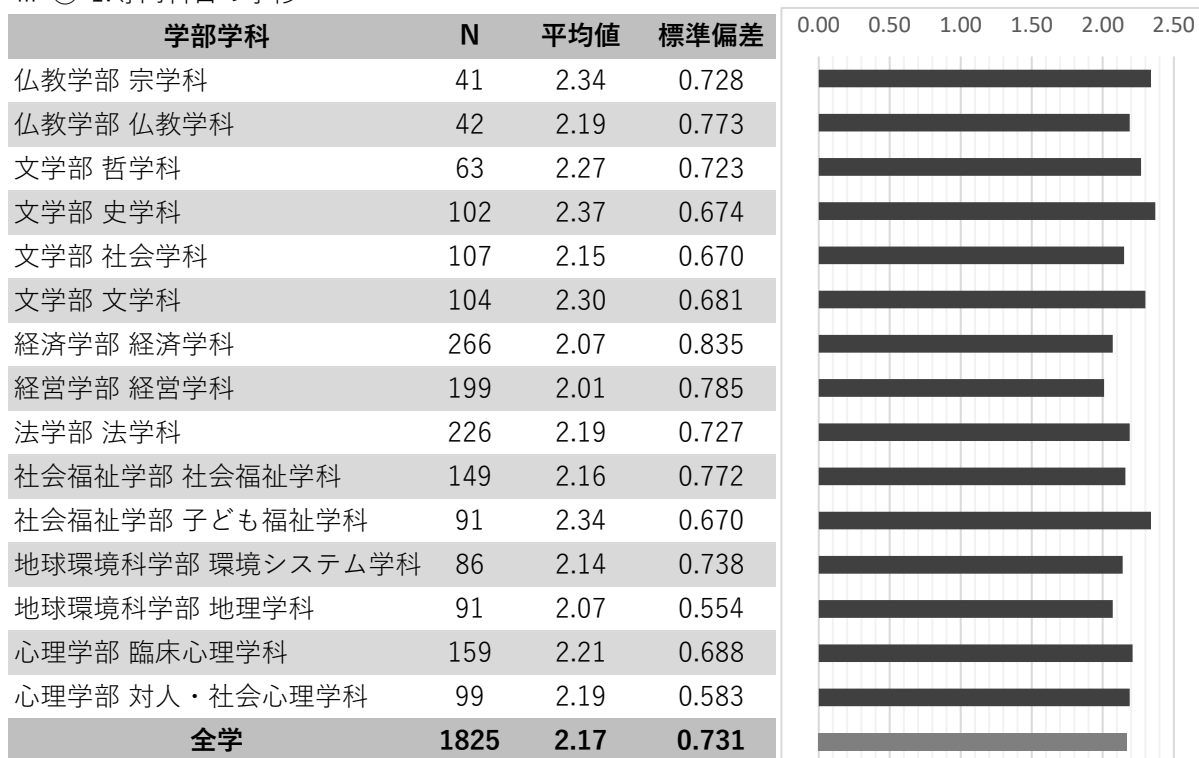 学部学科 N 平均値 標準偏差 0.00 0.50 1.00 1.50 2.00 2.50
仏教学部 宗学科 41 2.34 0.728
仏教学部 仏教学科 42 2.19 0.773
文学部 哲学科 63 2.27 0.723
文学部 史学科 102 2.37 0.674
文学部 社会学科 107 2.15 0.670
文学部 文学科 104 2.30 0.681
経済学部 経済学科 266 2.07 0.835
経営学部 経営学科 199 2.01 0.785
法学部 法学科 226 2.19 0.727
社会福祉学部 社会福祉学科 149 2.16 0.772
社会福祉学部 子ども福祉学科 91 2.34 0.670
地球環境科学部 環境システム学科 86 2.14 0.738
地球環境科学部 地理学科 91 2.07 0.554
心理学部 臨床心理学科 159 2.21 0.688
心理学部 対人・社会心理学科 99 2.19 0.583
全学 1825 2.17 0.731